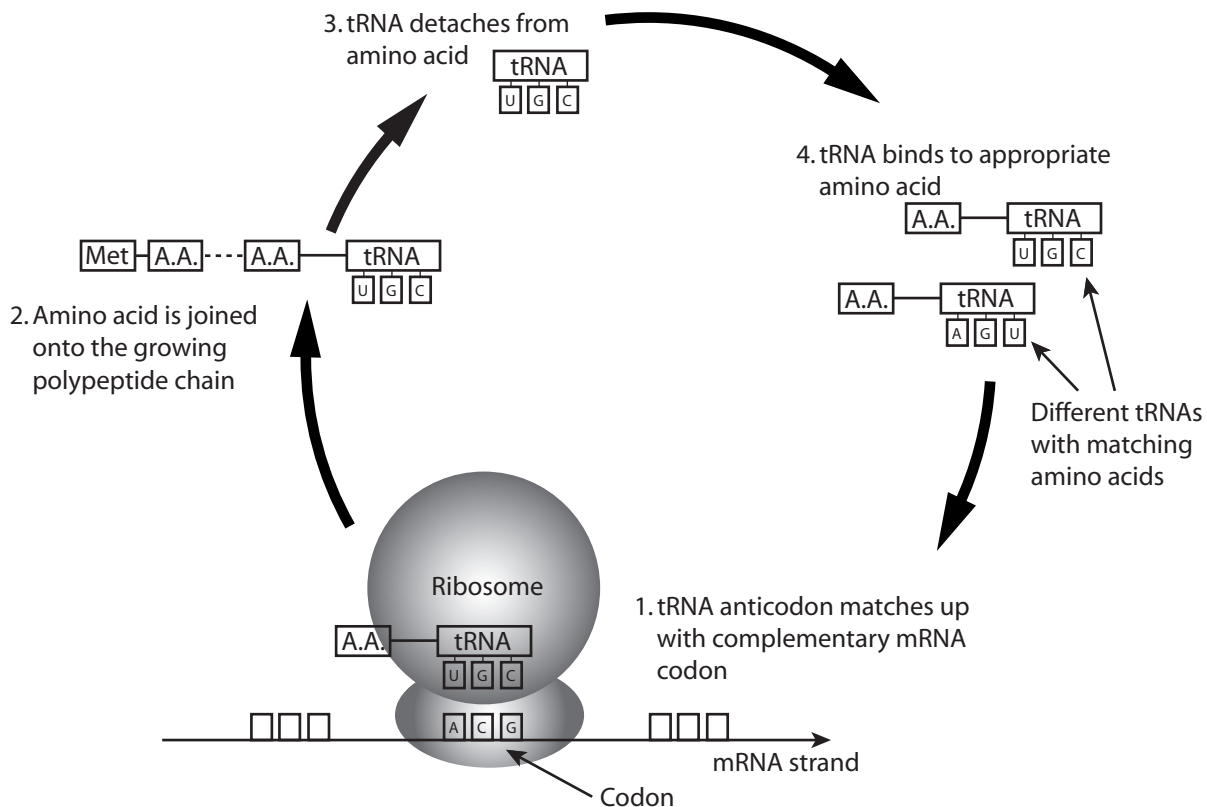 3. tRNA detaches from
amino acid
tRNA
U G C
4. tRNA binds to appropriate
amino acid
A.A. tRNA
U G C
A.A. tRNA
A G U
Different tRNAs
with matching
amino acids
Met A.A. A.A. tRNA
U G C
2. Amino acid is joined
onto the growing
polypeptide chain
Ribosome
A.A. tRNA
U G C
A C G
1. tRNA anticodon matches up
with complementary mRNA
codon
mRNA strand
Codon